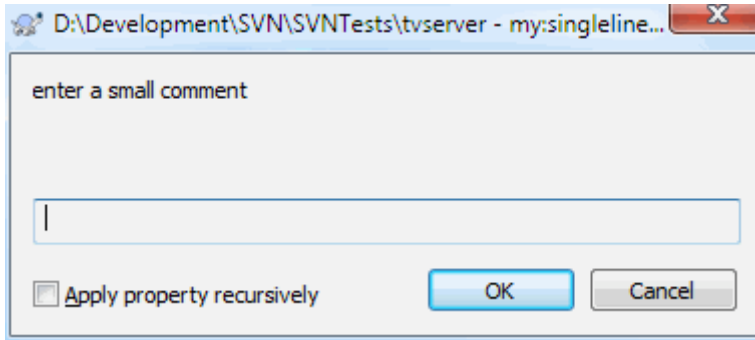 D:\Development\SVN\SVNTests\tvserver - my:singleline...
enter a small comment
Apply property recursively
OK
Cancel